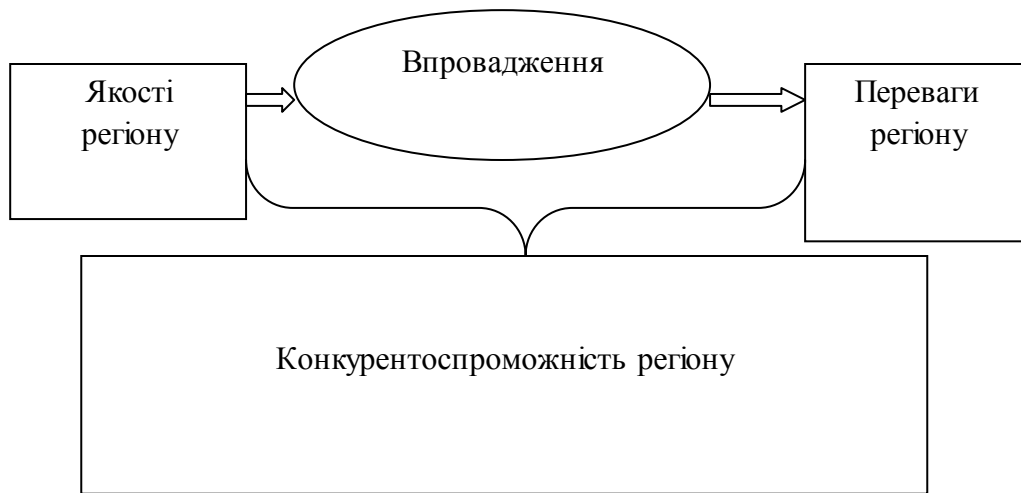 Якості
регіону
Впровадження
Переваги
регіону
Конкурентоспроможність регіону